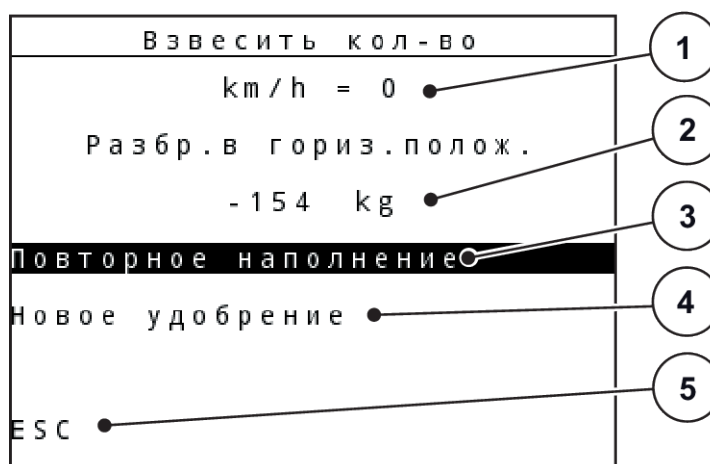 Взвесить кол-во
km/h = 0
1
Разбр.в гориз.полож.
2
-154 kg
3
Повторное наполнение
4
Новое удобрение
5
ESC